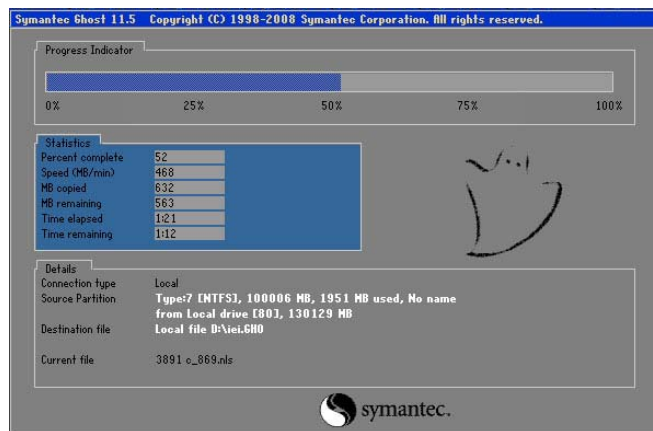 Symantec Ghost 11.5 Copyright (C) 1998-2008 Symantec Corporation. All rights reserved.
Progress Indicator
0% 25% 50% 75% 100%
Statistics
Percent complete 52
Speed (MB/min) 468
MB copied 632
MB remaining 563
Time elapsed 1:21
Time remaining 1:12
Details
Connection type Local
Source Partition Type:7 [NTFS], 100006 MB, 1951 MB used, No name
from Local drive [80], 130129 MB
Destination file Local file D:\iei.GHO
Current file 3891 c_869.nls
symantec.